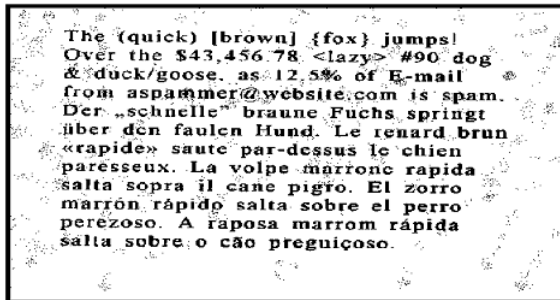 The (quick) [brown] {fox} jumps!
Over the $43,456.78 <lazy> #90 dog
& duck/goose, as 12.5% of E-mail
from aspammer@website.com is spam.
Der „schnelle” braune Fuchs springt
über den faulen Hund. Le renard brun
«rapide» saute par-dessus le chien
paresseux. La volpe marrone rapida
salta sopra il cane pigro. El zorro
marrón rápido salta sobre el perro
perezoso. A raposa marrom rápida
salta sobre o cão preguiçoso.